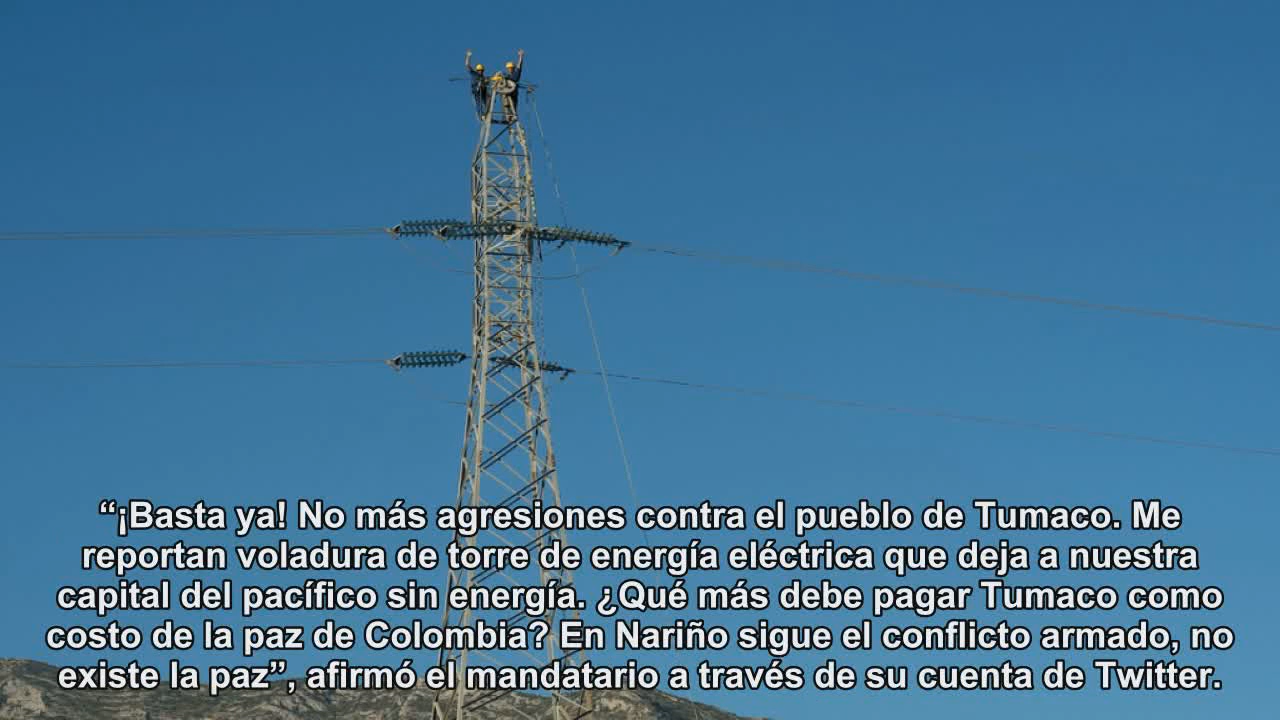 “¡Basta ya! No más agresiones contra el pueblo de Tumaco. Me
reportan voladura de torre de energía eléctrica que deja a nuestra
capital del pacífico sin energía. ¿Qué más debe pagar Tumaco como
costo de la paz de Colombia? En Nariño sigue el conflicto armado, no
existe la paz”, afirmó el mandatario a través de su cuenta de Twitter.